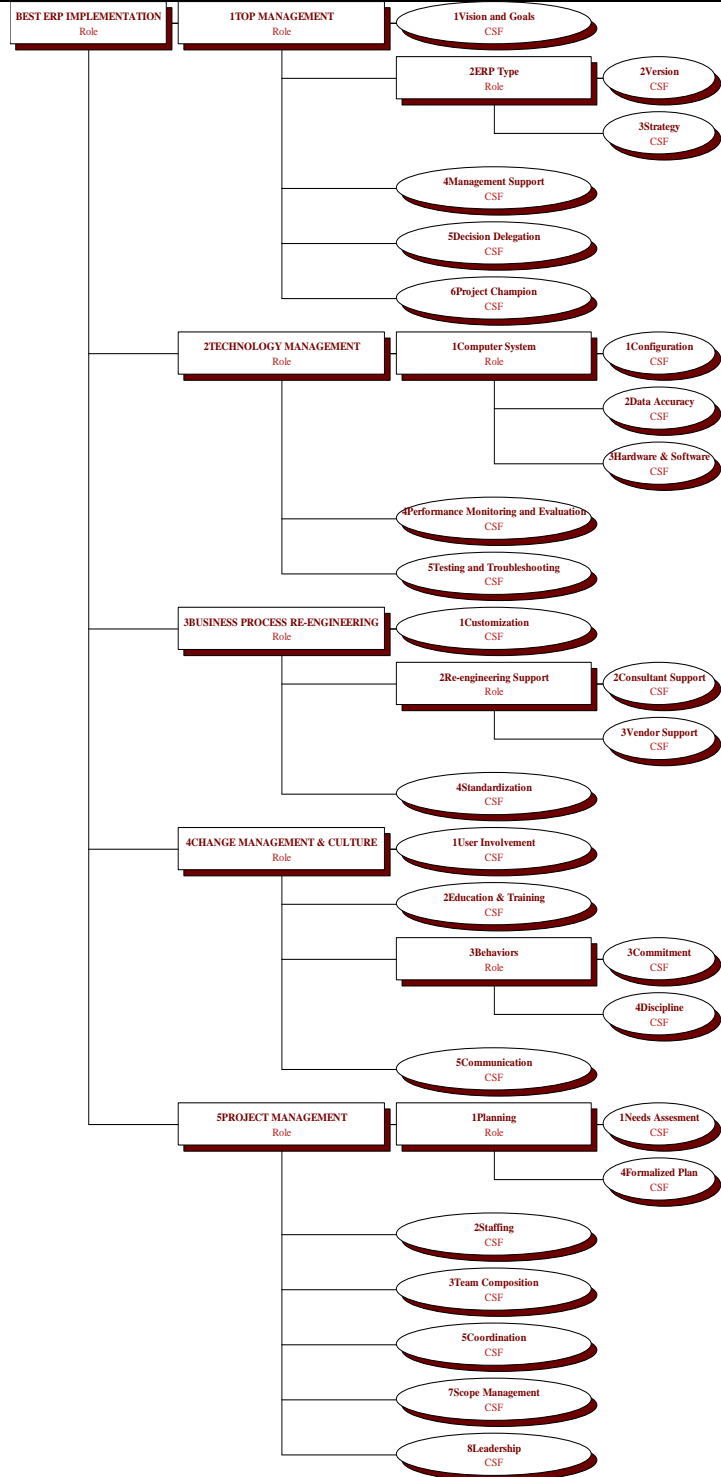 BEST ERP IMPLEMENTATION
Role
1TOP MANAGEMENT
Role
1Vision and Goals
CSF
2ERP Type
Role
2Version
CSF
3Strategy
CSF
4Management Support
CSF
5Decision Delegation
CSF
6Project Champion
CSF
2TECHNOLOGY MANAGEMENT
Role
1Computer System
Role
1Configuration
CSF
2Data Accuracy
CSF
3Hardware & Software
CSF
4Performance Monitoring and Evaluation
CSF
5Testing and Troubleshooting
CSF
3BUSINESS PROCESS RE-ENGINEERING
Role
1Customization
CSF
2Re-engineering Support
Role
2Consultant Support
CSF
3Vendor Support
CSF
4Standardization
CSF
4CHANGE MANAGEMENT & CULTURE
Role
1User Involvement
CSF
2Education & Training
CSF
3Behaviors
Role
3Commitment
CSF
4Discipline
CSF
5Communication
CSF
5PROJECT MANAGEMENT
Role
1Planning
Role
1Needs Assesment
CSF
4Formalized Plan
CSF
2Staffing
CSF
3Team Composition
CSF
5Coordination
CSF
7Scope Management
CSF
8Leadership
CSF